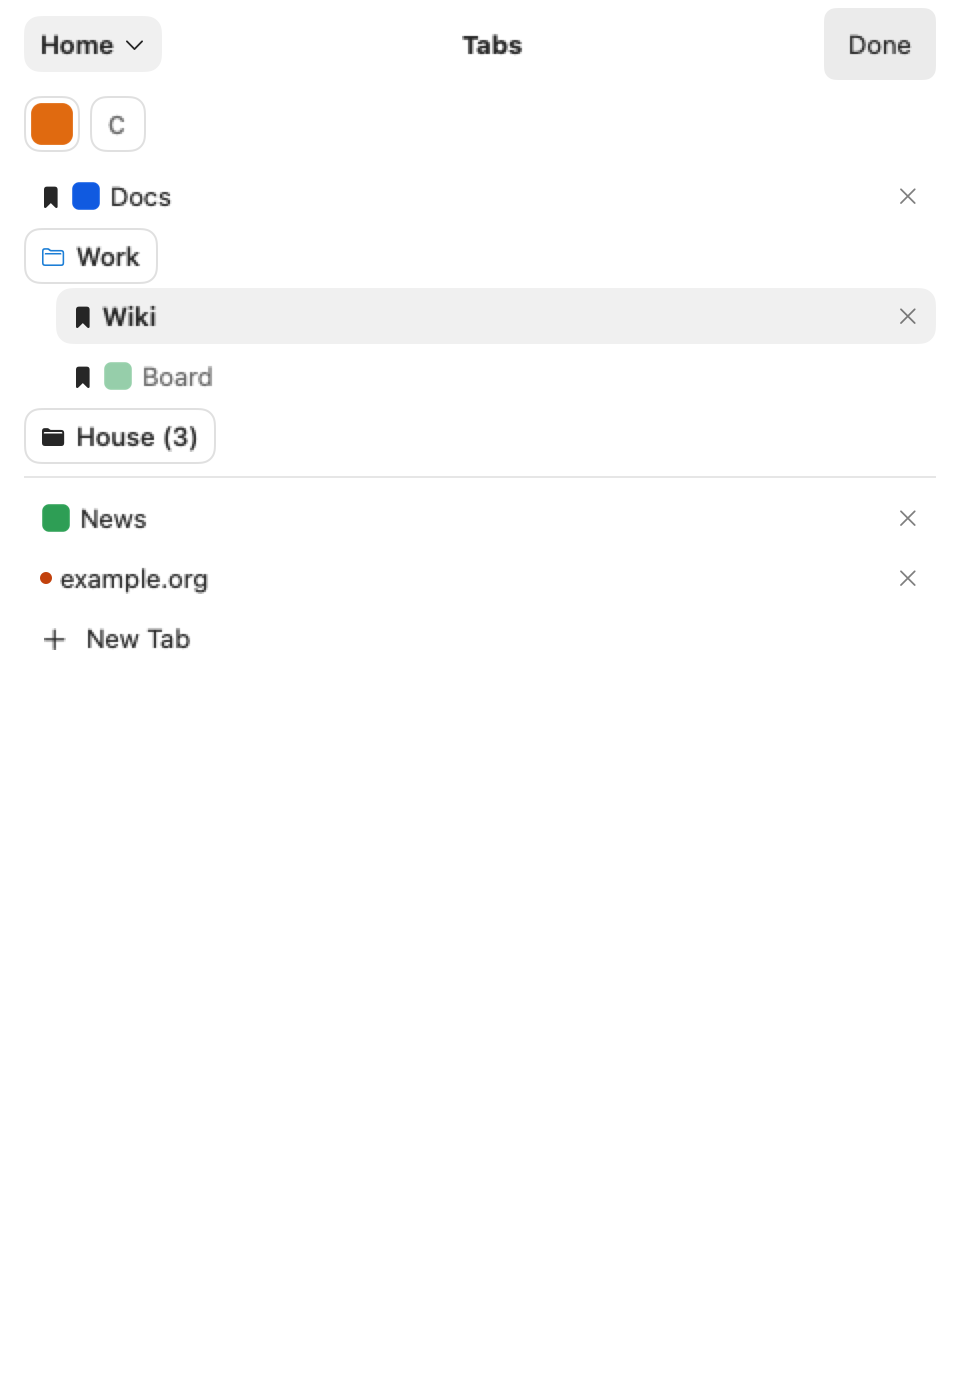 Home Tabs Done
C
Docs
Work
Wiki
Board
House (3)
News
example.org
New Tab